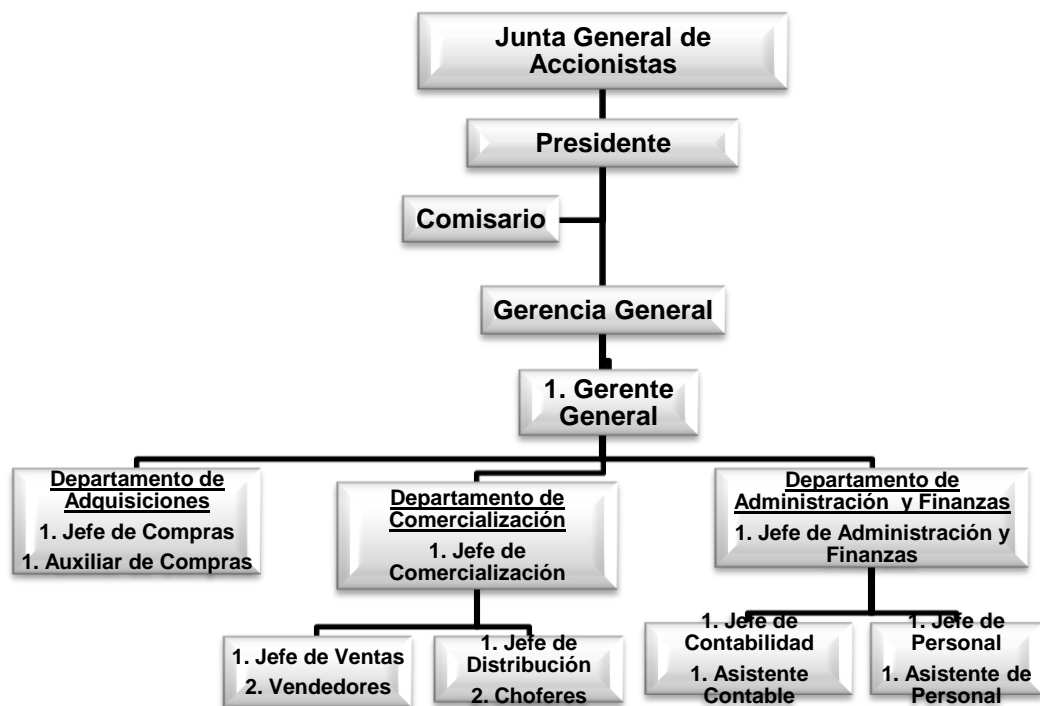 Junta General de
Accionistas
Presidente
Comisario
Gerencia General
1. Gerente
General
Departamento de
Adquisiciones
1. Jefe de Compras
1. Auxiliar de Compras
Departamento de
Comercialización
1. Jefe de
Comercialización
Departamento de
Administración y Finanzas
1. Jefe de Administración y
Finanzas
1. Jefe de Ventas
2. Vendedores
1. Jefe de
Distribución
2. Choferes
1. Jefe de
Contabilidad
1. Asistente
Contable
1. Jefe de
Personal
1. Asistente de
Personal